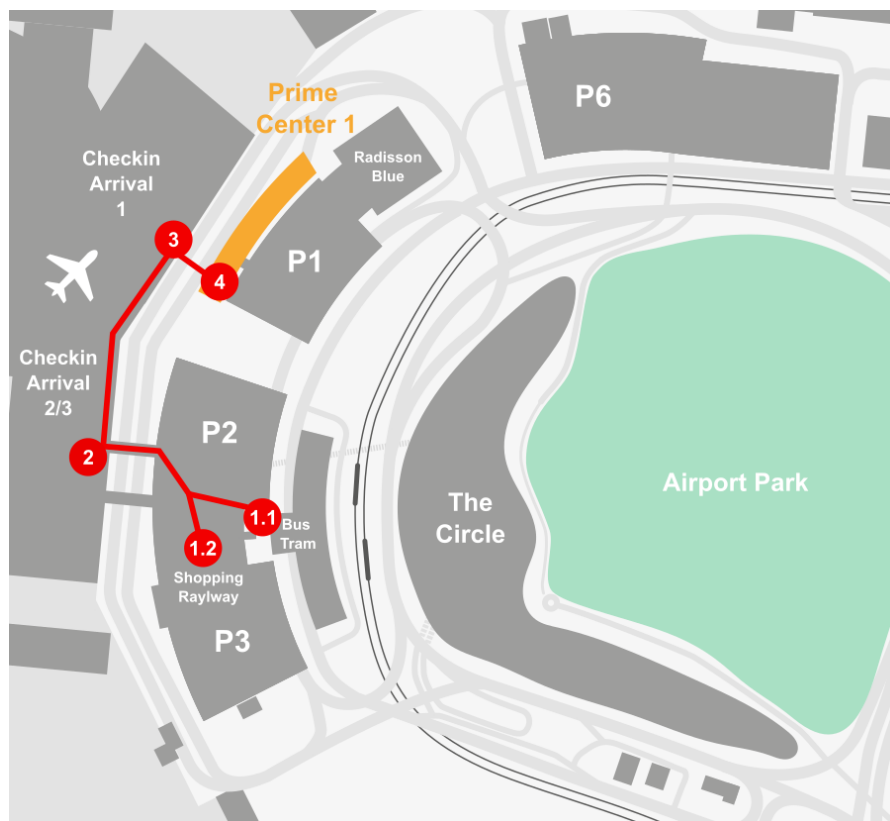 Prime
Center 1
P6
Checkin
Arrival
1
Radisson
Blue
3
4
P1
Checkin
Arrival
2/3
P2
2
1.1
Bus
Tram
1.2
Shopping
Raylway
P3
The
Circle
Airport Park